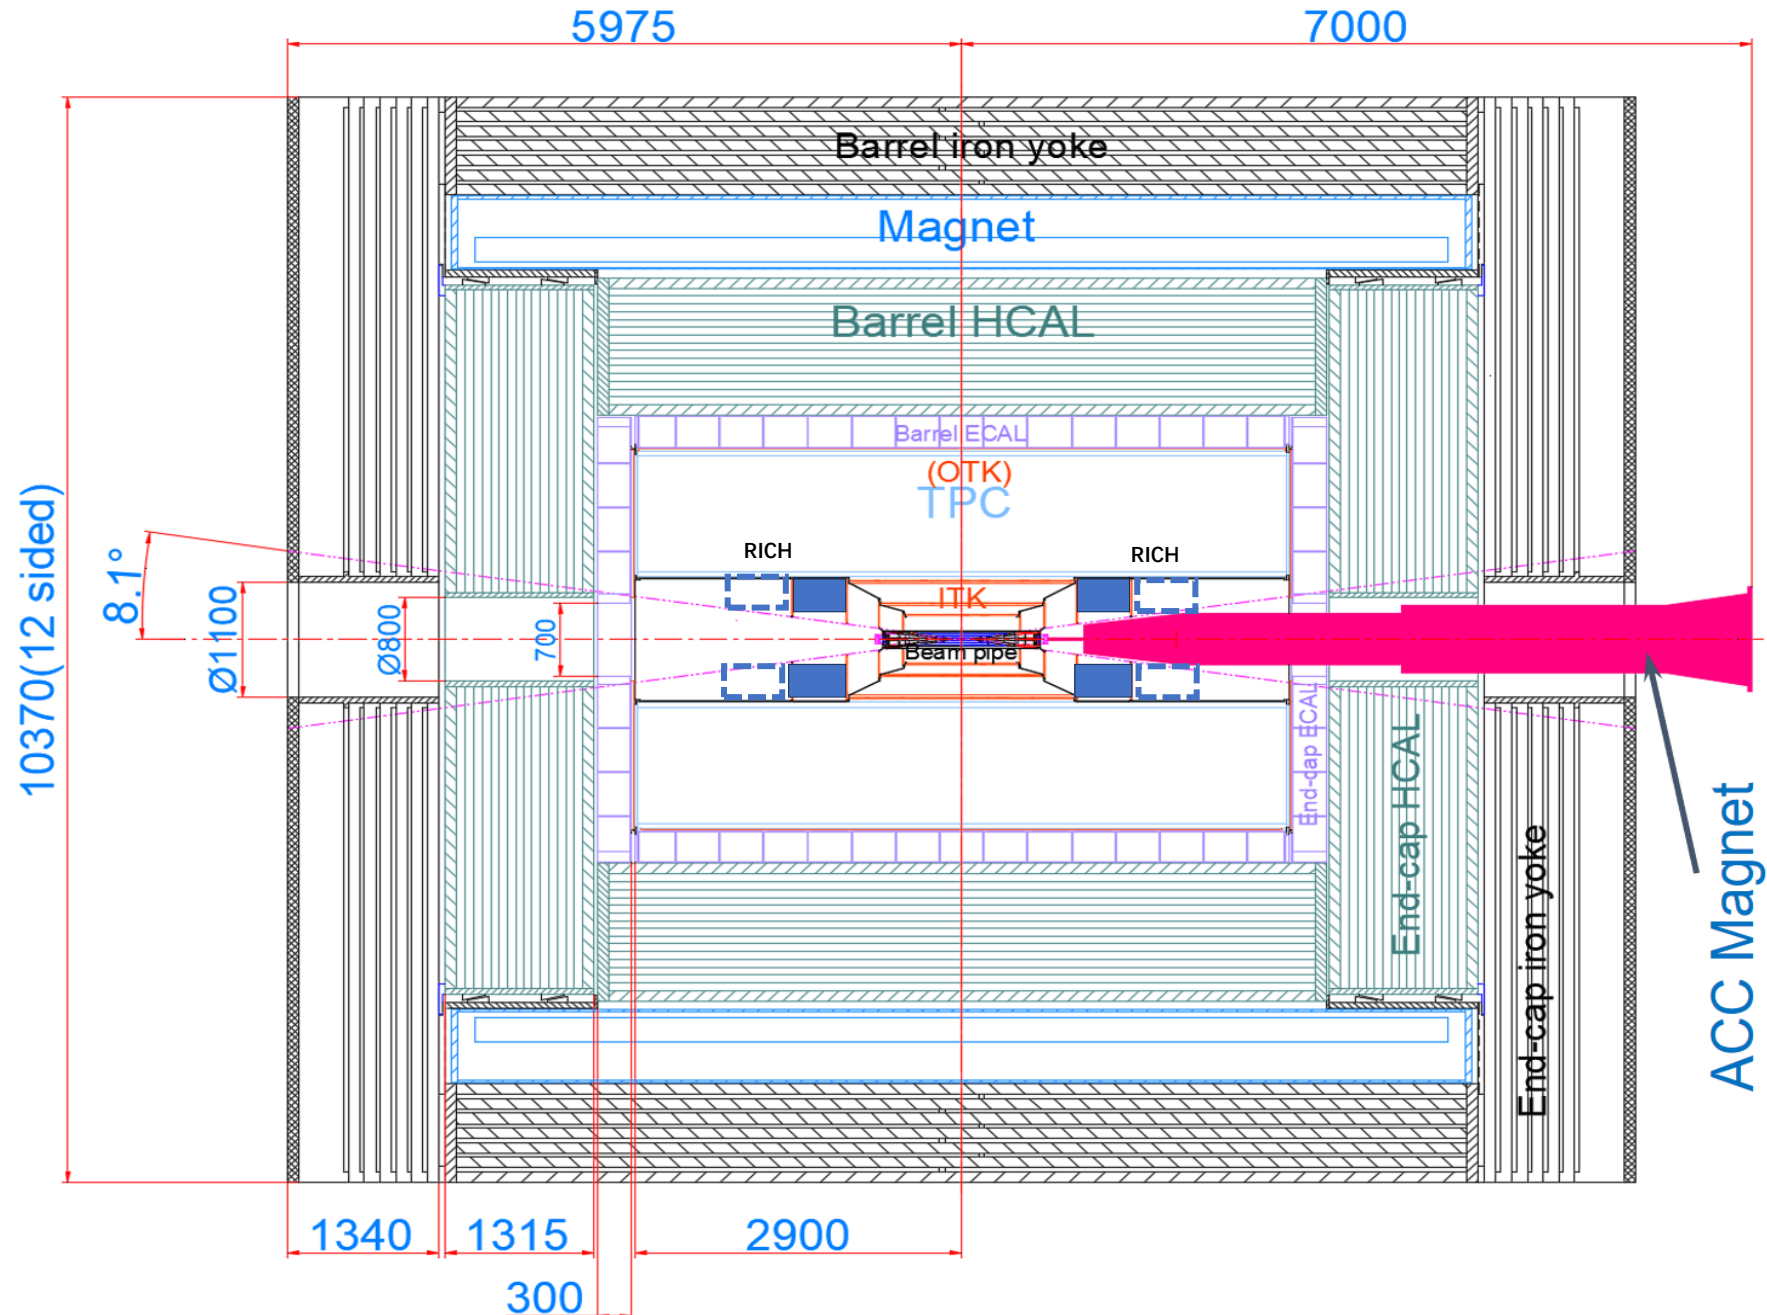 5975
7000
Barrel iron yoke
Magnet
Barrel HCAL
Barrel ECAL
(OTK)
TPC
RICH
RICH
ITK
Beam pipe
10370(12 sided)
8.1°
Ø1100
Ø800
700
End-cap ECAL
End-cap HCAL
End-cap iron yoke
ACC Magnet
1340
1315
2900
300